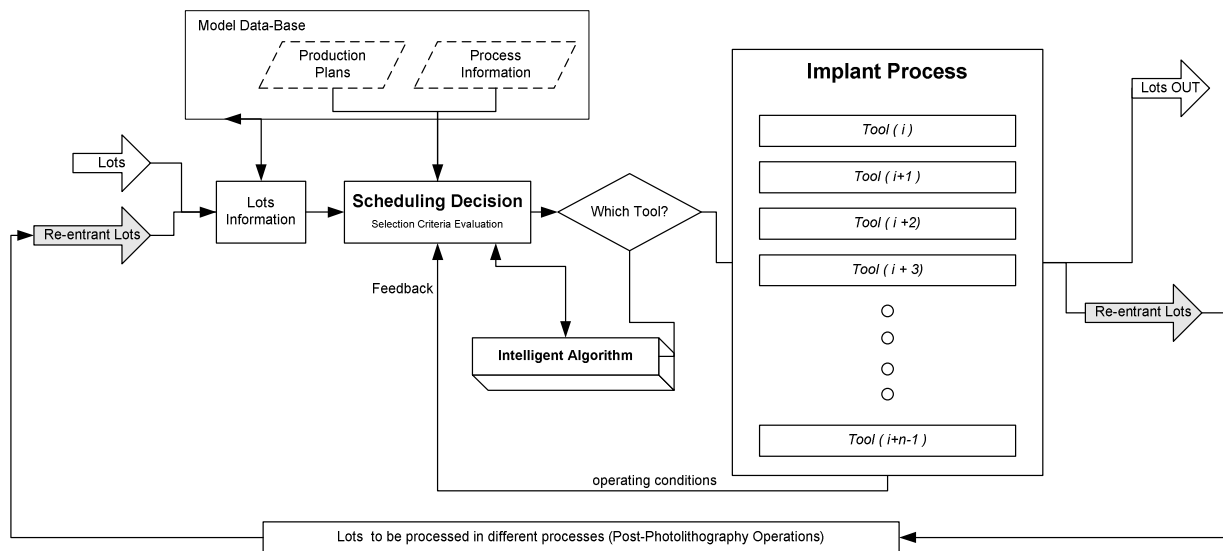 Model Data-Base
Production
Plans
Process
Information
Implant Process
Lots OUT
Tool ( i )
Lots
Tool ( i+1 )
Lots
Information
Scheduling Decision
Selection Criteria Evaluation
Which Tool?
Re-entrant Lots
Tool ( i +2)
Tool ( i + 3)
Feedback
Re-entrant Lots
Intelligent Algorithm
Tool ( i+n-1 )
operating conditions
Lots to be processed in different processes (Post-Photolithography Operations)